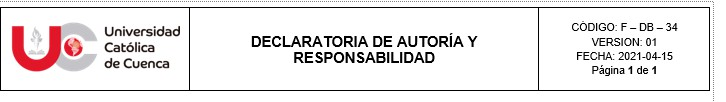 Universidad
Católica
de Cuenca
DECLARATORIA DE AUTORÍA Y
RESPONSABILIDAD
CÓDIGO: F – DB – 34
VERSION: 01
FECHA: 2021-04-15
Página 1 de 1